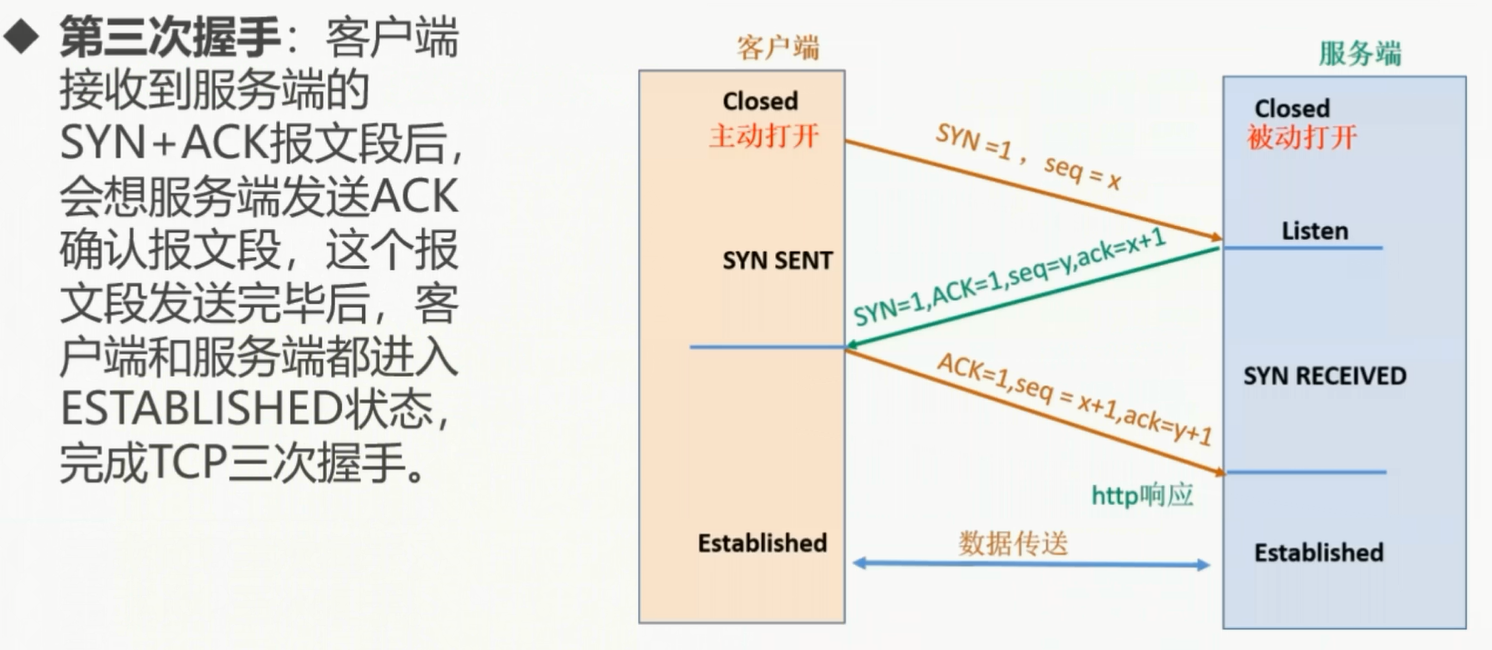 ◆ 第三次握手：客户端
接收到服务端的
SYN+ACK报文段后，
会想服务端发送ACK
确认报文段，这个报
文段发送完毕后，客
户端和服务端都进入
ESTABLISHED状态，
完成TCP三次握手。
客户端
服务端
Closed
主动打开
Closed
被动打开
SYN =1 ，seq = x
Listen
SYN SENT
SYN=1,ACK=1,seq=y,ack=x+1
SYN RECEIVED
ACK=1,seq = x+1,ack=y+1
http响应
Established
数据传送
Established